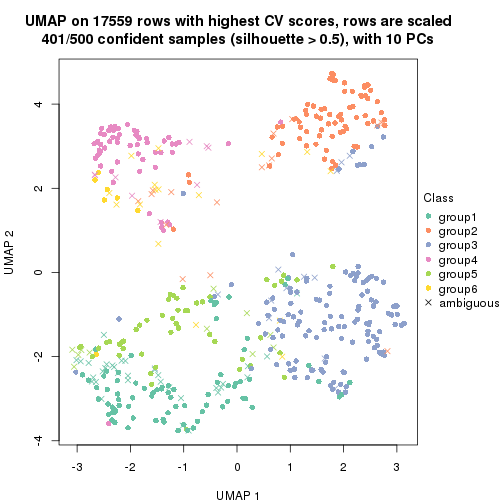 UMAP on 17559 rows with highest CV scores, rows are scaled
401/500 confident samples (silhouette > 0.5), with 10 PCs
4
2
0
-2
-4
UMAP 2
-3
-2
-1
0
1
2
3
UMAP 1
Class
group1
group2
group3
group4
group5
group6
ambiguous